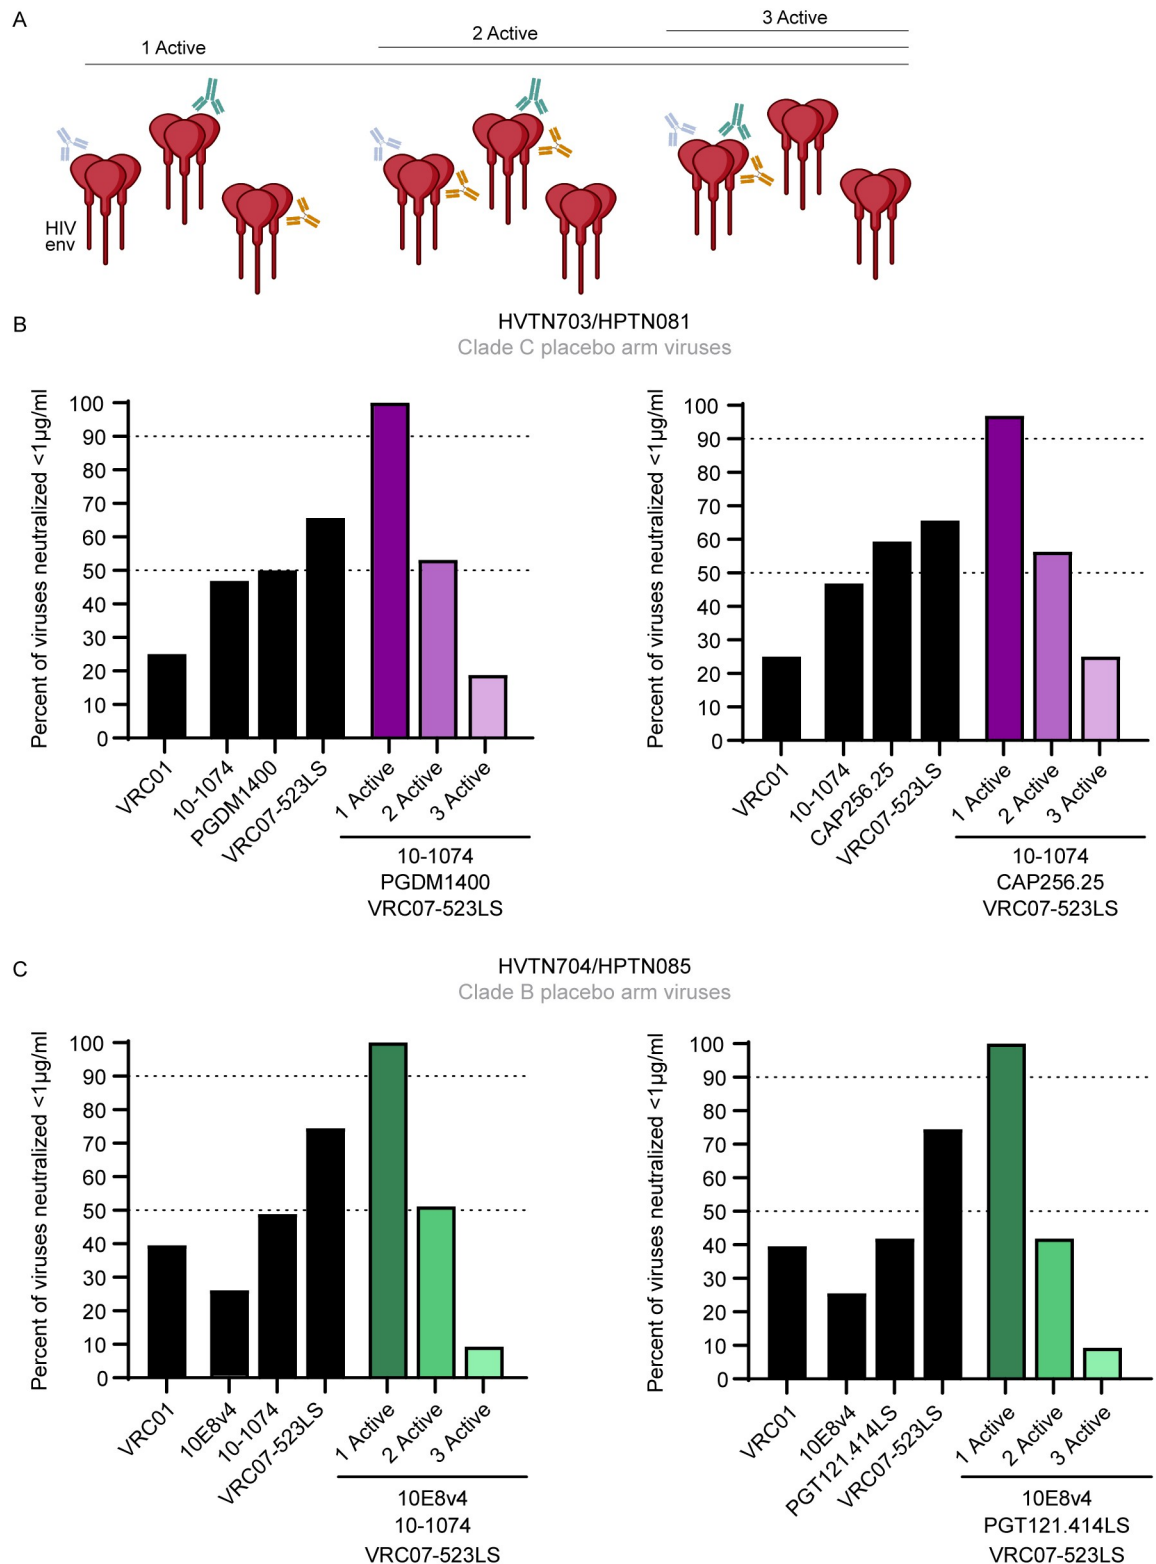 A
1 Active
2 Active
3 Active
HIV
env
B
HVTN703/HPTN081
Clade C placebo arm viruses
Percent of viruses neutralized <1µg/ml
100
90
80
70
60
50
40
30
20
10
0
VRC01
10-1074
PGDM1400
VRC07-523LS
1 Active
2 Active
3 Active
10-1074
PGDM1400
VRC07-523LS
Percent of viruses neutralized <1µg/ml
100
90
80
70
60
50
40
30
20
10
0
VRC01
10-1074
CAP256.25
VRC07-523LS
1 Active
2 Active
3 Active
10-1074
CAP256.25
VRC07-523LS
C
HVTN704/HPTN085
Clade B placebo arm viruses
Percent of viruses neutralized <1µg/ml
100
90
80
70
60
50
40
30
20
10
0
VRC01
10E8v4
10-1074
VRC07-523LS
1 Active
2 Active
3 Active
10E8v4
10-1074
VRC07-523LS
Percent of viruses neutralized <1µg/ml
100
90
80
70
60
50
40
30
20
10
0
VRC01
10E8v4
PGT121.414LS
VRC07-523LS
1 Active
2 Active
3 Active
10E8v4
PGT121.414LS
VRC07-523LS